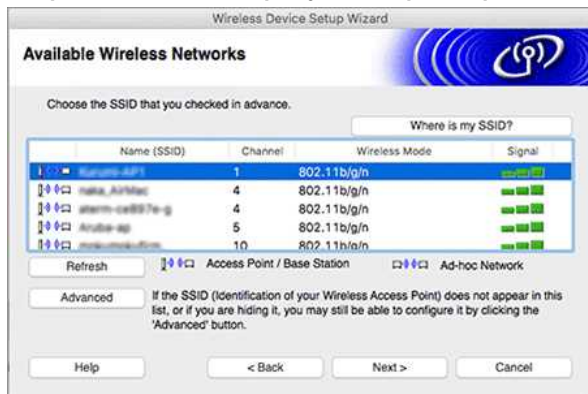 Wireless Device Setup Wizard
Available Wireless Networks
Choose the SSID that you checked in advance.
Where is my SSID?
Name (SSID) Channel Wireless Mode Signal
1 802.11b/g/n
4 802.11b/g/n
4 802.11b/g/n
5 802.11b/g/n
10 802.11b/g/n
Refresh Access Point / Base Station Ad-hoc Network
Advanced
If the SSID (Identification of your Wireless Access Point) does not appear in this
list, or if you are hiding it, you may still be able to configure it by clicking the
'Advanced' button.
Help < Back Next > Cancel